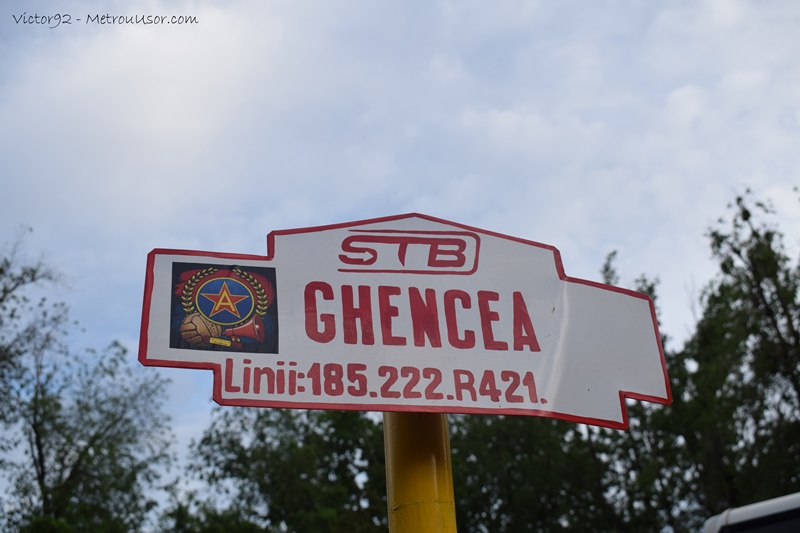 Victor92 - MetrouUsor.com
STB
GHENCEA
Linii:185.222.R421.
A